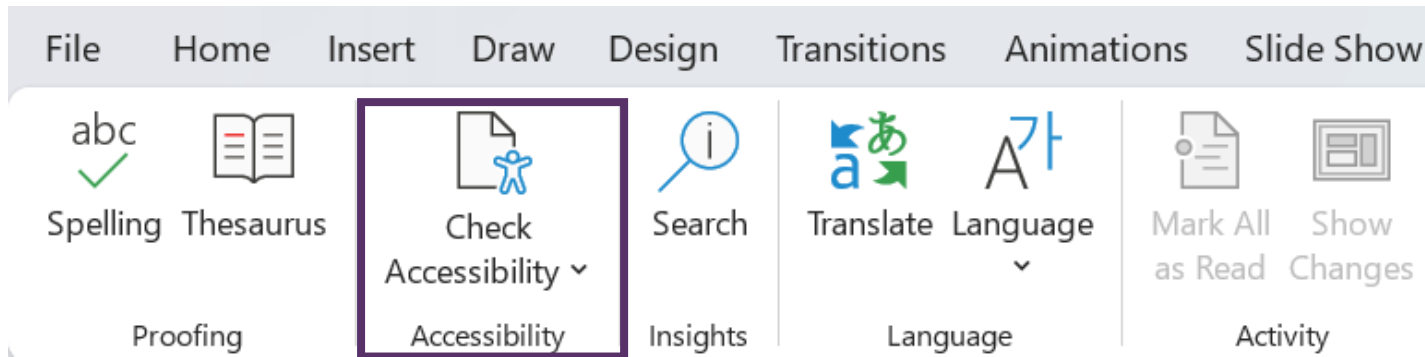 File Home Insert Draw Design Transitions Animations Slide Show
abc
Spelling Thesaurus Check Accessibility Search Translate Language Mark All as Read Show Changes
Proofing Accessibility Insights Language Activity